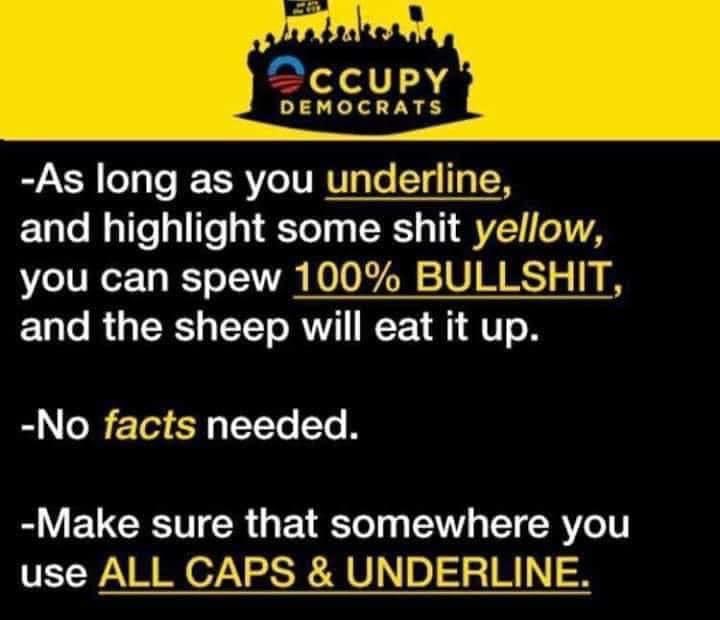 OCCUPY
DEMOCRATS
-As long as you underline,
and highlight some shit yellow,
you can spew 100% BULLSHIT,
and the sheep will eat it up.
-No facts needed.
-Make sure that somewhere you
use ALL CAPS & UNDERLINE.